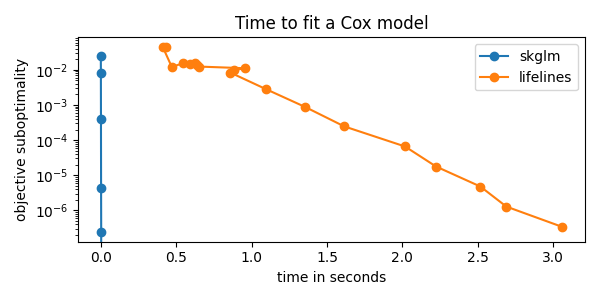 Time to fit a Cox model
objective suboptimality
10⁻²
10⁻³
10⁻⁴
10⁻⁵
10⁻⁶
skglm
lifelines
0.0 0.5 1.0 1.5 2.0 2.5 3.0
time in seconds